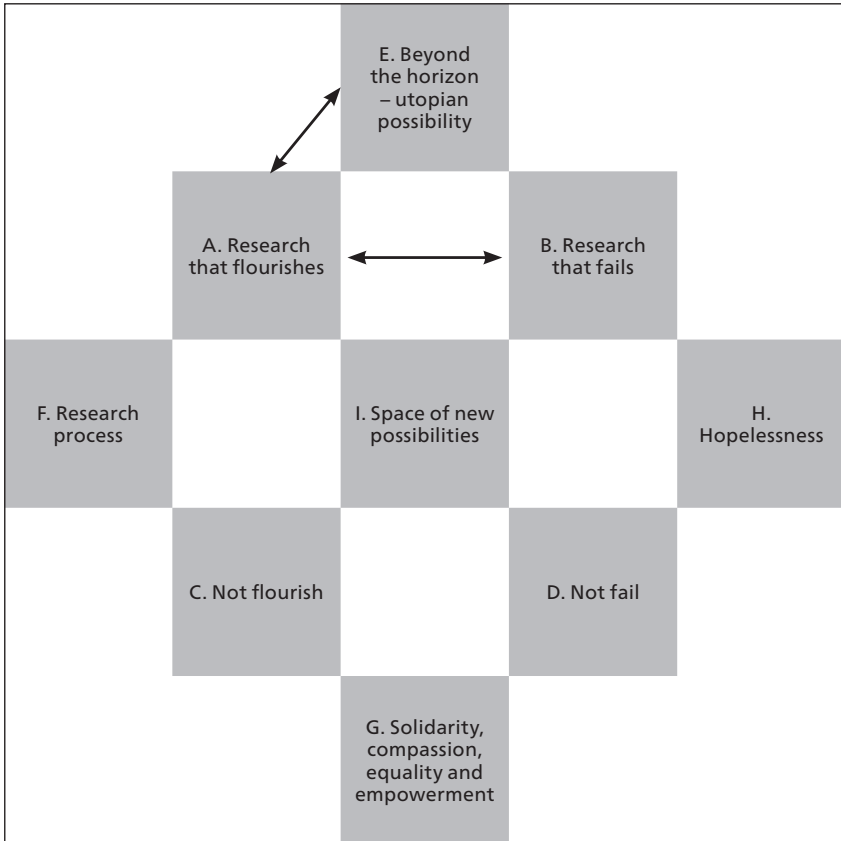 E. Beyond
the horizon
– utopian
possibility
A. Research
that flourishes
B. Research
that fails
F. Research
process
I. Space of new
possibilities
H.
Hopelessness
C. Not flourish
D. Not fail
G. Solidarity,
compassion,
equality and
empowerment